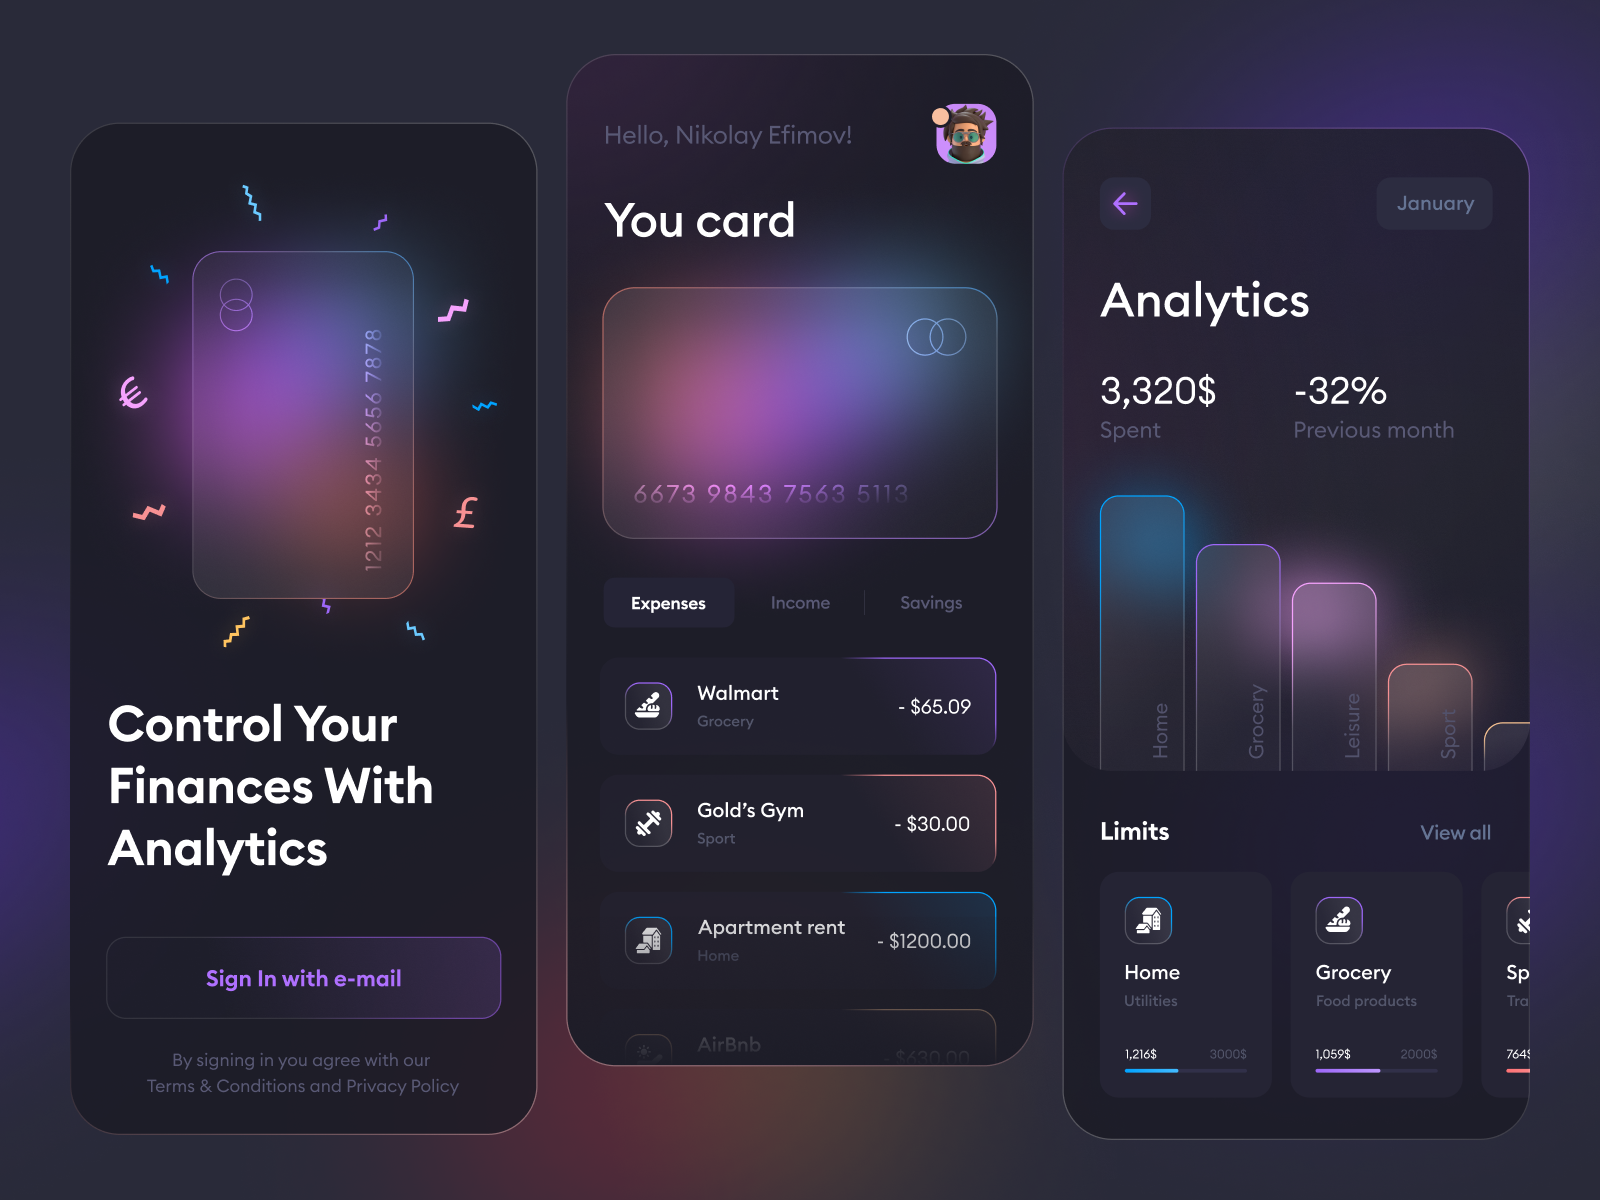 €
£
1212 3434 5656 7878
Control Your
Finances With
Analytics
Sign In with e-mail
By signing in you agree with our
Terms & Conditions and Privacy Policy
Hello, Nikolay Efimov!
You card
6673 9843 7563 5113
Expenses
Income
Savings
Walmart
Grocery
- $65.09
Gold’s Gym
Sport
- $30.00
Apartment rent
Home
- $1200.00
AirBnb
- $630.00
January
Analytics
3,320$
Spent
-32%
Previous month
Home
Grocery
Leisure
Sport
Limits
View all
Home
Utilities
1,216$ 3000$
Grocery
Food products
1,059$ 2000$
Sp
Tra
764$